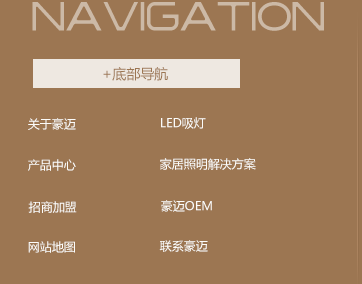 NAVIGATION
+底部导航
关于豪迈 LED吸灯
产品中心 家居照明解决方案
招商加盟 豪迈OEM
网站地图 联系豪迈